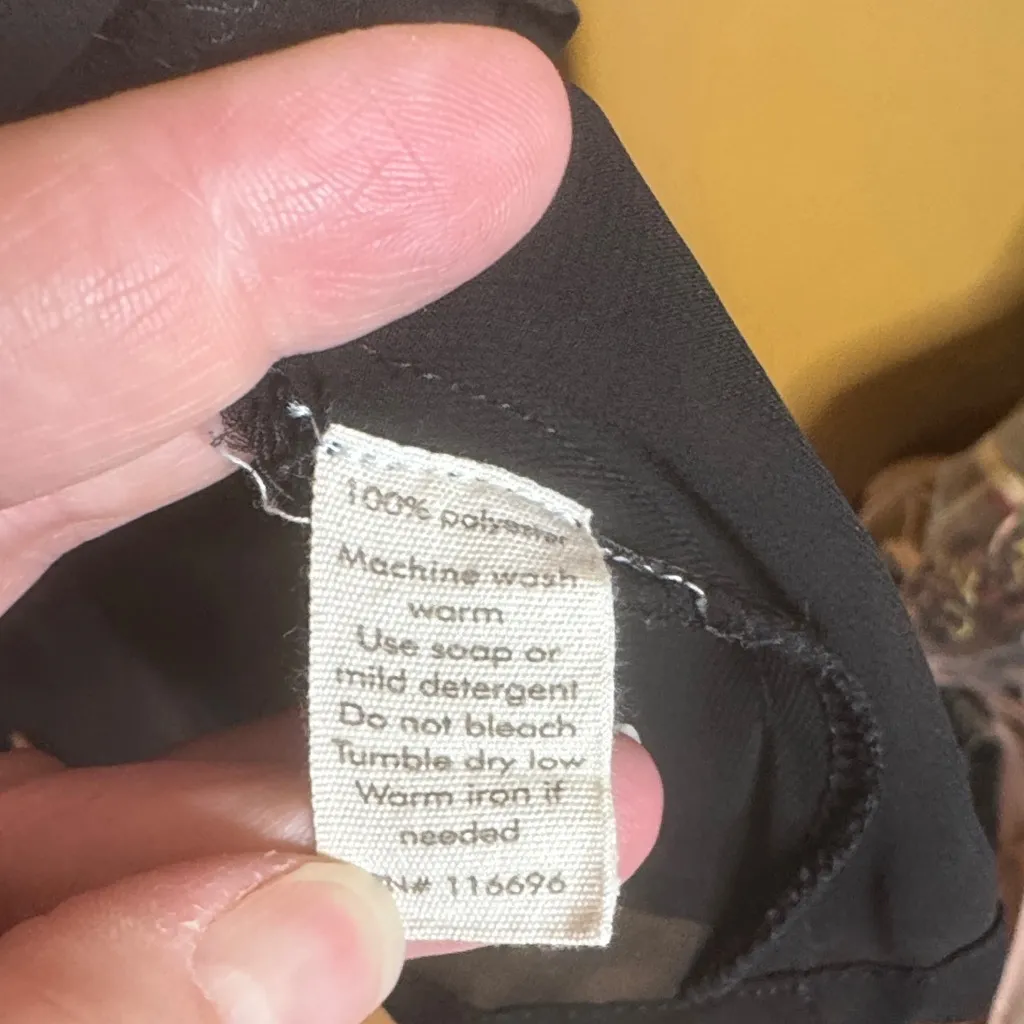 100% polyester
Machine wash
warm
Use soap or
mild detergent
Do not bleach
Tumble dry low
Warm iron if
needed
N# 116696